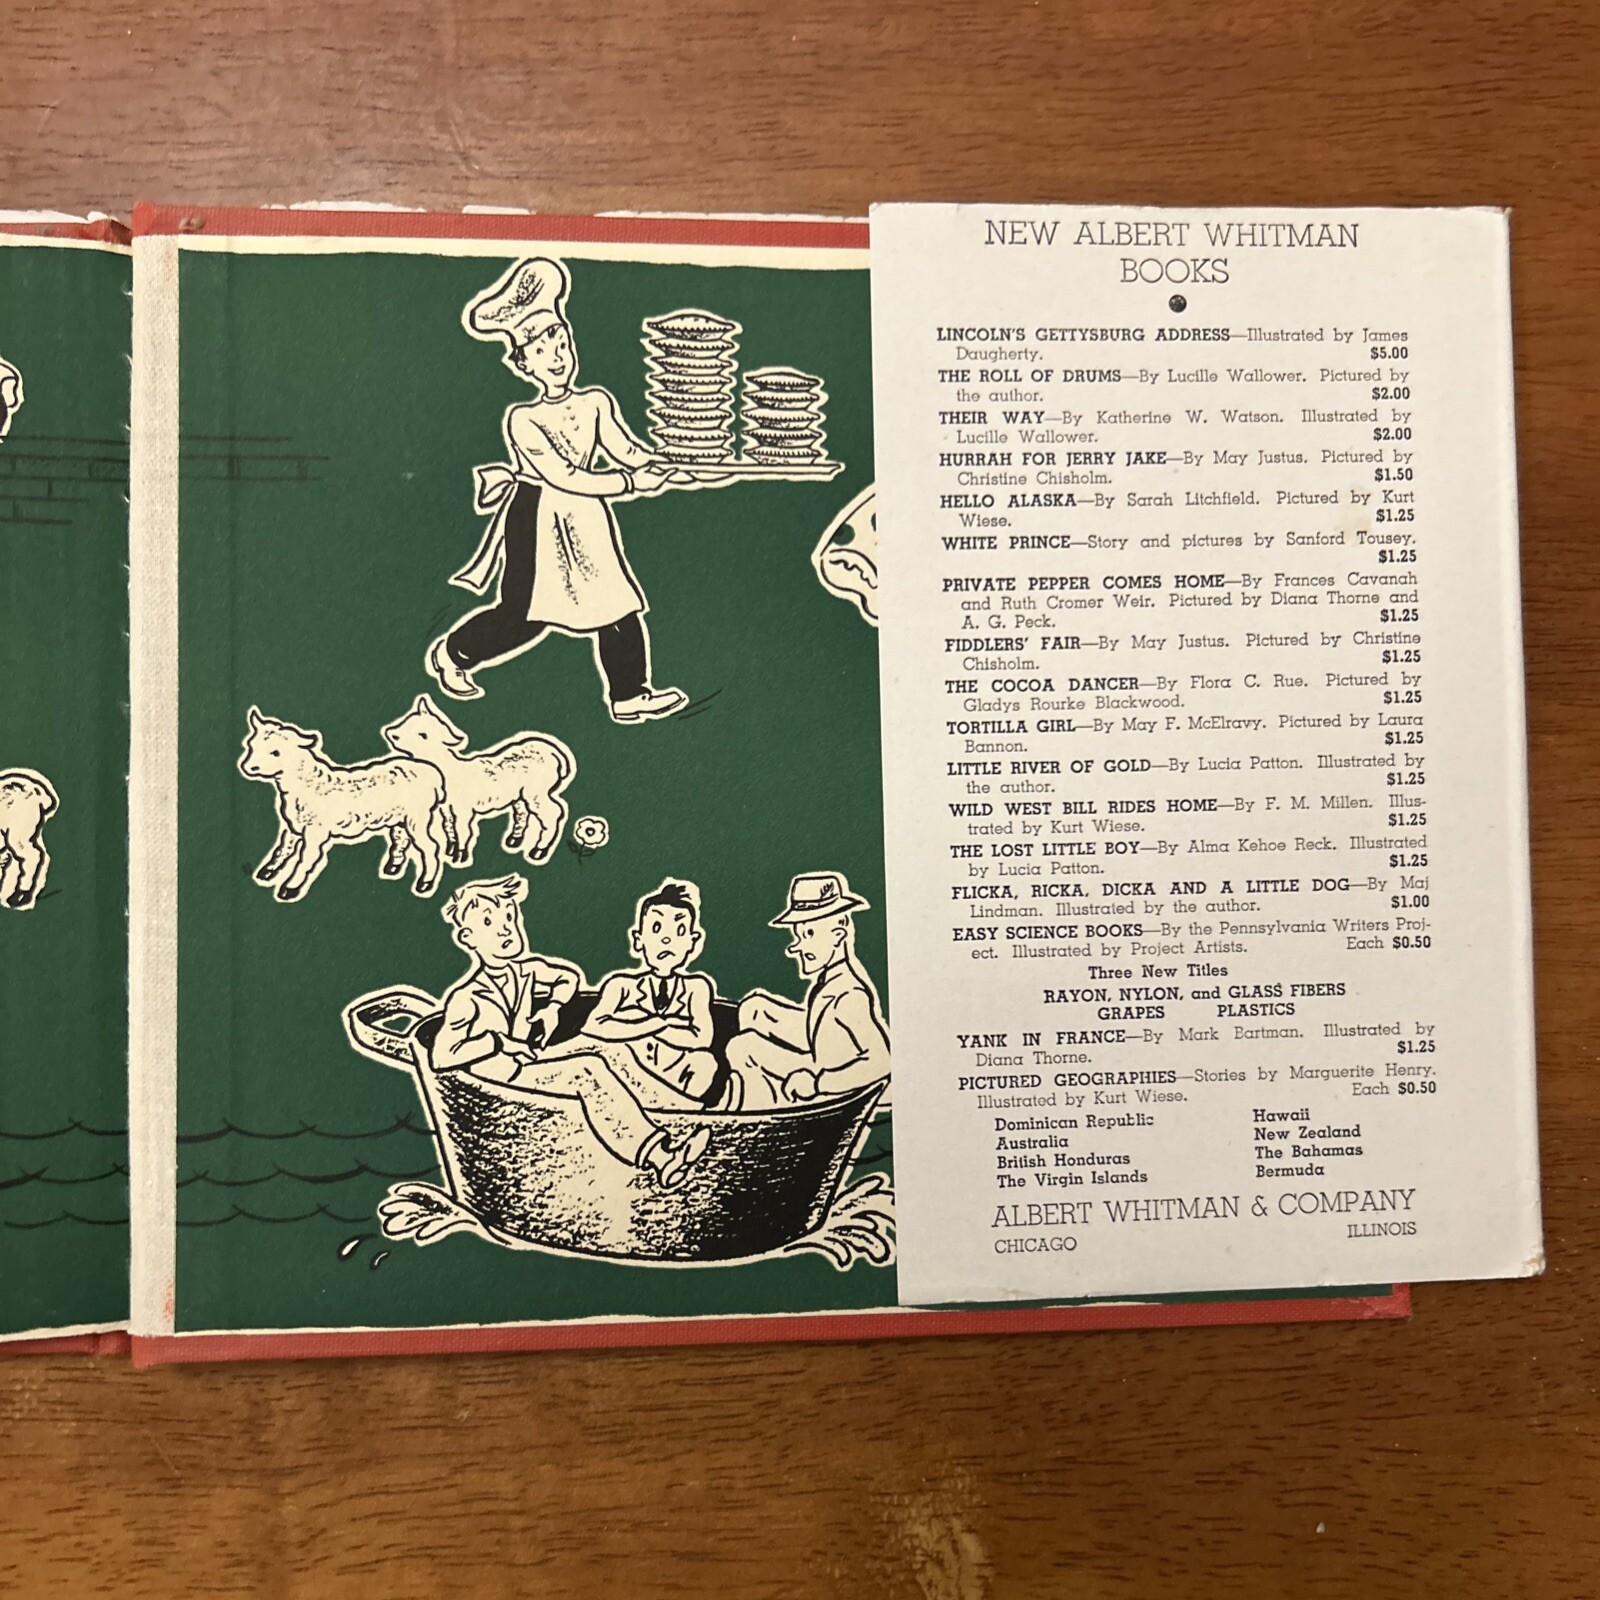 NEW ALBERT WHITMAN
BOOKS
LINCOLN'S GETTYSBURG ADDRESS—Illustrated by James
Daugherty. $5.00
THE ROLL OF DRUMS—By Lucille Wallower. Pictured by
the author. $2.00
THEIR WAY—By Katherine W. Watson. Illustrated by
Lucille Wallower. $2.00
HURRAH FOR JERRY JAKE—By May Justus. Pictured by
Christine Chisholm. $1.50
HELLO ALASKA—By Sarah Litchfield. Pictured by Kurt
Wiese. $1.25
WHITE PRINCE—Story and pictures by Sanford Tousey.
$1.25
PRIVATE PEPPER COMES HOME—By Frances Cavanah
and Ruth Cromer Weir. Pictured by Diana Thorne and
A. G. Peck. $1.25
FIDDLERS' FAIR—By May Justus. Pictured by Christine
Chisholm. $1.25
THE COCOA DANCER—By Flora C. Rue. Pictured by
Gladys Rourke Blackwood. $1.25
TORTILLA GIRL—By May F. McElravy. Pictured by Laura
Bannon. $1.25
LITTLE RIVER OF GOLD—By Lucia Patton. Illustrated by
the author. $1.25
WILD WEST BILL RIDES HOME—By F. M. Millen. Illus-
trated by Kurt Wiese. $1.25
THE LOST LITTLE BOY—By Alma Kehoe Reck. Illustrated
by Lucia Patton. $1.25
FLICKA, RICKA, DICKA AND A LITTLE DOG—By Maj
Lindman. Illustrated by the author. $1.00
EASY SCIENCE BOOKS—By the Pennsylvania Writers Proj-
ect. Illustrated by Project Artists. Each $0.50
Three New Titles
RAYON, NYLON, and GLASS FIBERS
GRAPES PLASTICS
YANK IN FRANCE—By Mark Bartman. Illustrated by
Diana Thorne. $1.25
PICTURED GEOGRAPHIES—Stories by Marguerite Henry.
Illustrated by Kurt Wiese. Each $0.50
Dominican Republic Hawaii
Australia New Zealand
British Honduras The Bahamas
The Virgin Islands Bermuda
ALBERT WHITMAN & COMPANY
CHICAGO ILLINOIS